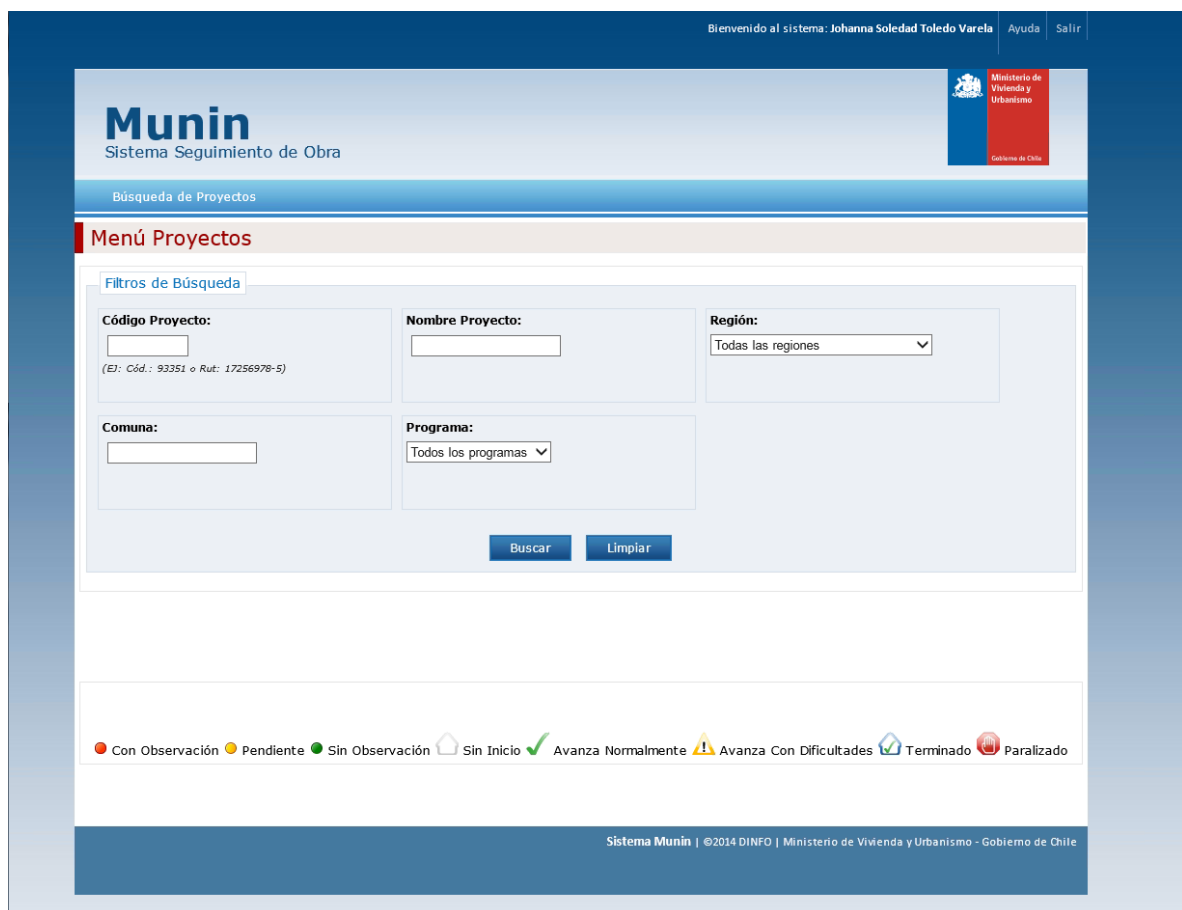 Bienvenido al sistema: Johanna Soledad Toledo Varela Ayuda Salir
Ministerio de
Vivienda y
Urbanismo
Gobierno de Chile
Munin
Sistema Seguimiento de Obra
Búsqueda de Proyectos
Menú Proyectos
Filtros de Búsqueda
Código Proyecto: Nombre Proyecto: Región:
Todas las regiones
(EJ: Cód.: 93351 o Rut: 17256978-5)
Comuna: Programa:
Todos los programas
Buscar Limpiar
Con Observación Pendiente Sin Observación Sin Inicio Avanza Normalmente Avanza Con Dificultades Terminado Paralizado
Sistema Munin | ©2014 DINFO | Ministerio de Vivienda y Urbanismo - Gobierno de Chile